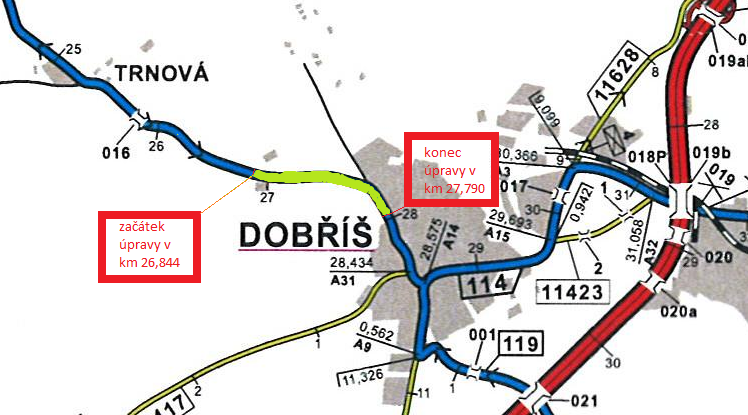 25
TRNOVÁ
016
26
27
začátek
úpravy v
km 26,844
konec
úpravy v
km 27,790
28
DOBŘÍŠ
28,434
A31
28,575
A14
29
114
0,562
A9
11,326
001
119
1
11
1
2
117
021
30
020a
29
020
11423
2
1
31,058
A32
0,942
29,693
A15
30
017
A3
30,366
9
9,099
31
018P
019b
019
28
11628
8
019a